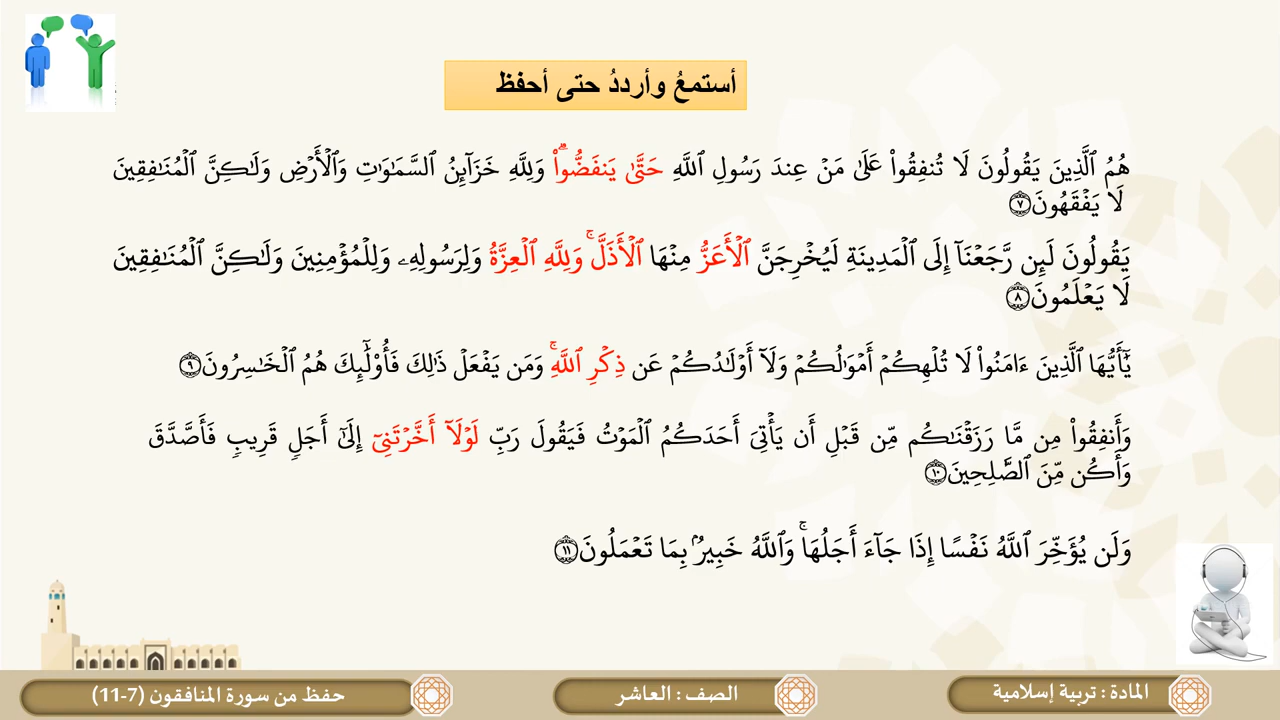 أستمعُ وأرددُ حتى أحفظ
هُمُ ٱلَّذِينَ يَقُولُونَ لَا تُنفِقُوا۟ عَلَىٰ مَنْ عِندَ رَسُولِ ٱللَّهِ حَتَّىٰ يَنفَضُّوا۟ ۗ وَلِلَّهِ خَزَآئِنُ ٱلسَّمَٰوَٰتِ وَٱلْأَرْضِ وَلَٰكِنَّ ٱلْمُنَٰفِقِينَ
لَا يَفْقَهُونَ ٧
يَقُولُونَ لَئِن رَّجَعْنَآ إِلَى ٱلْمَدِينَةِ لَيُخْرِجَنَّ ٱلْأَعَزُّ مِنْهَا ٱلْأَذَلَّ ۚ وَلِلَّهِ ٱلْعِزَّةُ وَلِرَسُولِهِۦ وَلِلْمُؤْمِنِينَ وَلَٰكِنَّ ٱلْمُنَٰفِقِينَ
لَا يَعْلَمُونَ ٨
يَٰٓأَيُّهَا ٱلَّذِينَ ءَامَنُوا۟ لَا تُلْهِكُمْ أَمْوَٰلُكُمْ وَلَآ أَوْلَٰدُكُمْ عَن ذِكْرِ ٱللَّهِ ۚ وَمَن يَفْعَلْ ذَٰلِكَ فَأُو۟لَٰٓئِكَ هُمُ ٱلْخَٰسِرُونَ ٩
وَأَنفِقُوا۟ مِن مَّا رَزَقْنَٰكُم مِّن قَبْلِ أَن يَأْتِىَ أَحَدَكُمُ ٱلْمَوْتُ فَيَقُولَ رَبِّ لَوْلَآ أَخَّرْتَنِىٓ إِلَىٰٓ أَجَلٍ قَرِيبٍ فَأَصَّدَّقَ
وَأَكُن مِّنَ ٱلصَّٰلِحِينَ ١٠
وَلَن يُؤَخِّرَ ٱللَّهُ نَفْسًا إِذَا جَآءَ أَجَلُهَا ۚ وَٱللَّهُ خَبِيرٌۢ بِمَا تَعْمَلُونَ ١١
المادة : تربية إسلامية
الصف : العاشر
حفظ من سورة المنافقون (7-11)